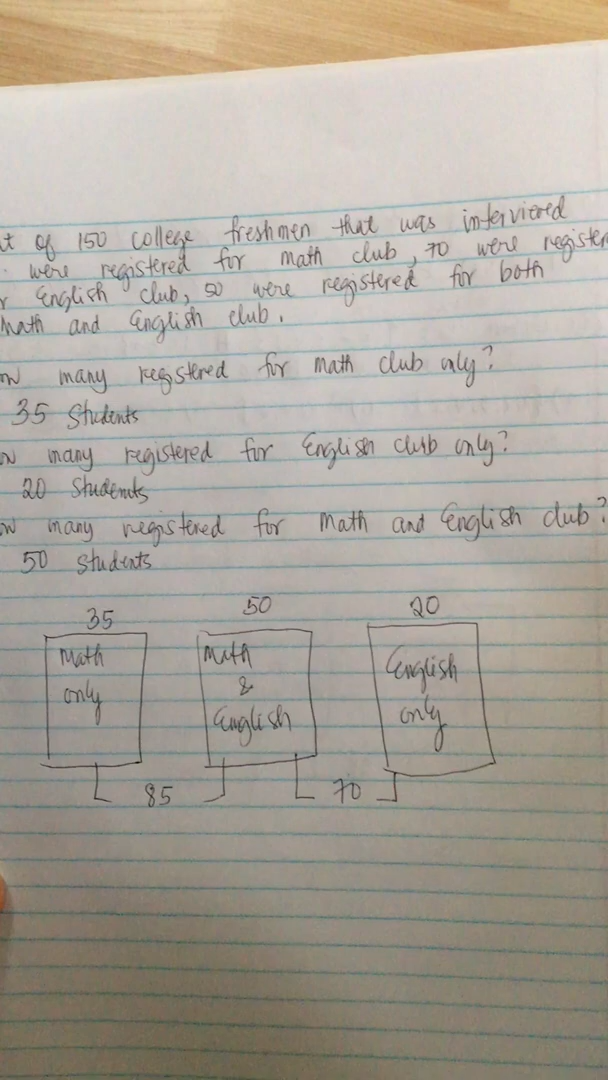 of 150 college freshmen that was interviered
were registered for math club, 70 were register
English club, 50 were registered for both
Math and English club.
many registered for math club only?
35 Students
many registered for English club only?
20 Students
many registered for Math and English club?
50 students
35 50 20
Math only
Math & English
English only
85 70